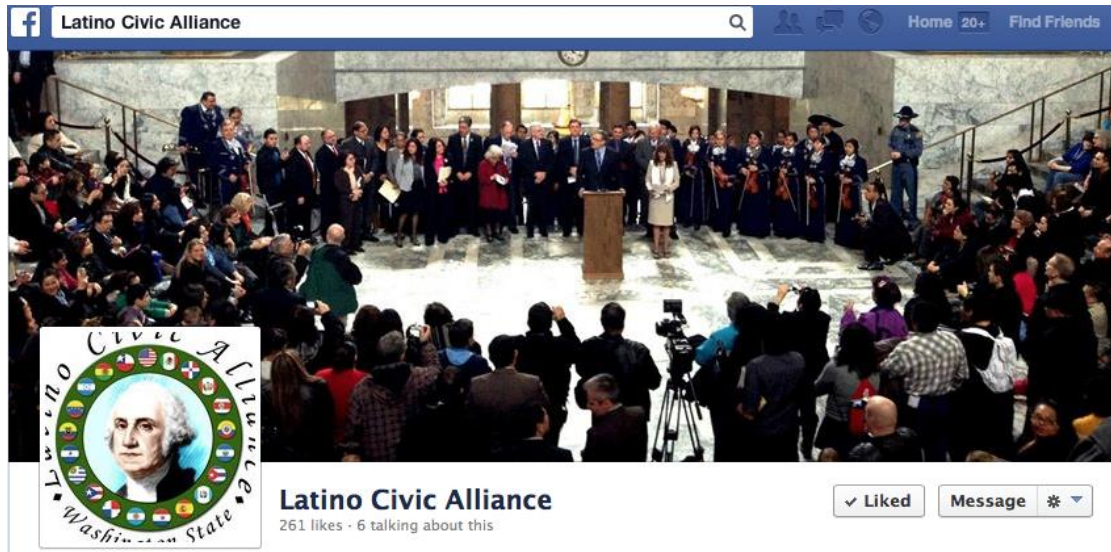 Latino Civic Alliance
Home 20+ Find Friends
Latino Civic Alliance
Washington State
Latino Civic Alliance
261 likes · 6 talking about this
✓ Liked
Message